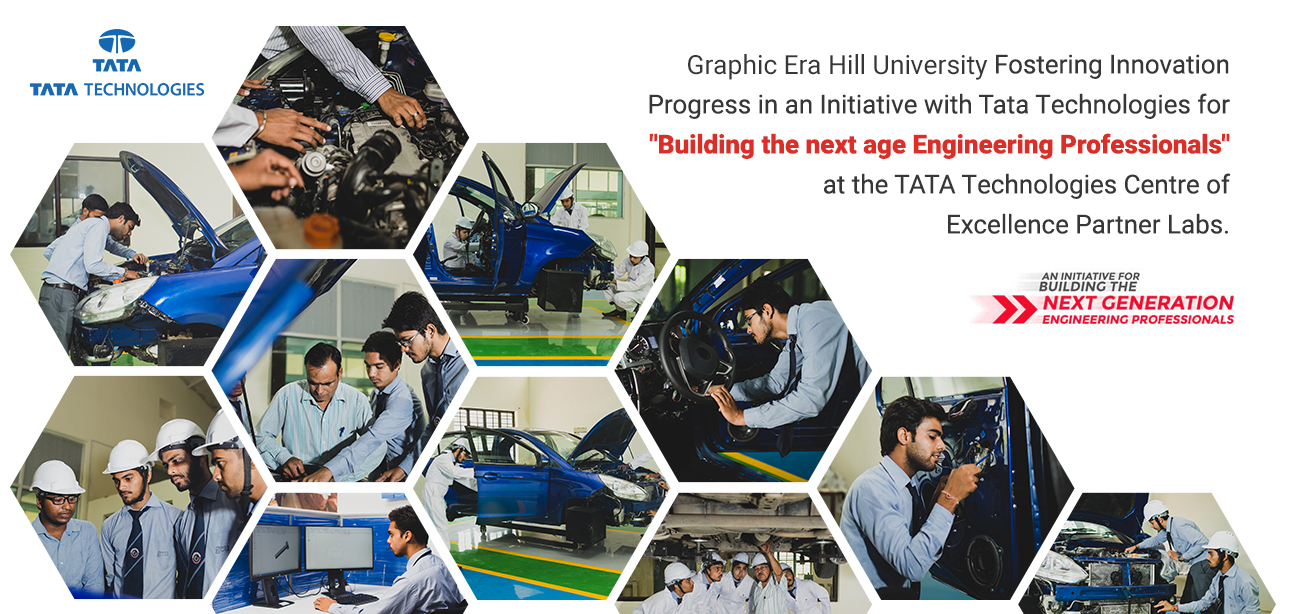 TATA
TATA TECHNOLOGIES
Graphic Era Hill University Fostering Innovation
Progress in an Initiative with Tata Technologies for
"Building the next age Engineering Professionals"
at the TATA Technologies Centre of
Excellence Partner Labs.
AN INITIATIVE FOR
BUILDING THE
NEXT GENERATION
ENGINEERING PROFESSIONALS